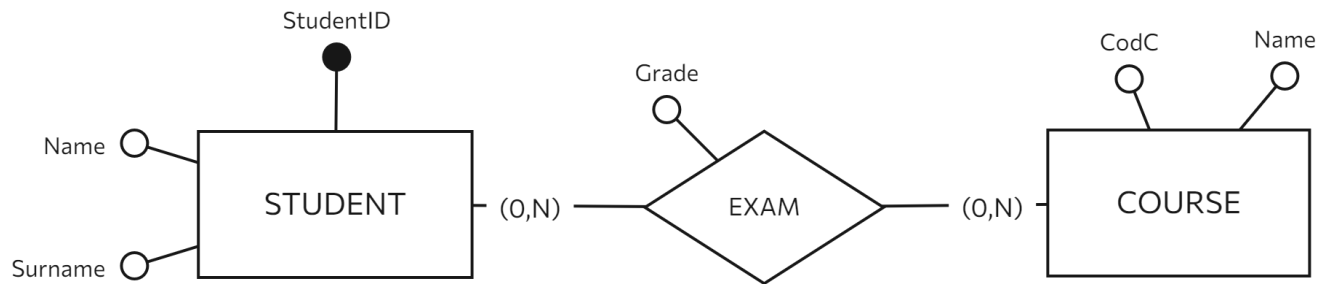 StudentID
Name
Surname
STUDENT
(0,N)
Grade
EXAM
(0,N)
CodC
Name
COURSE